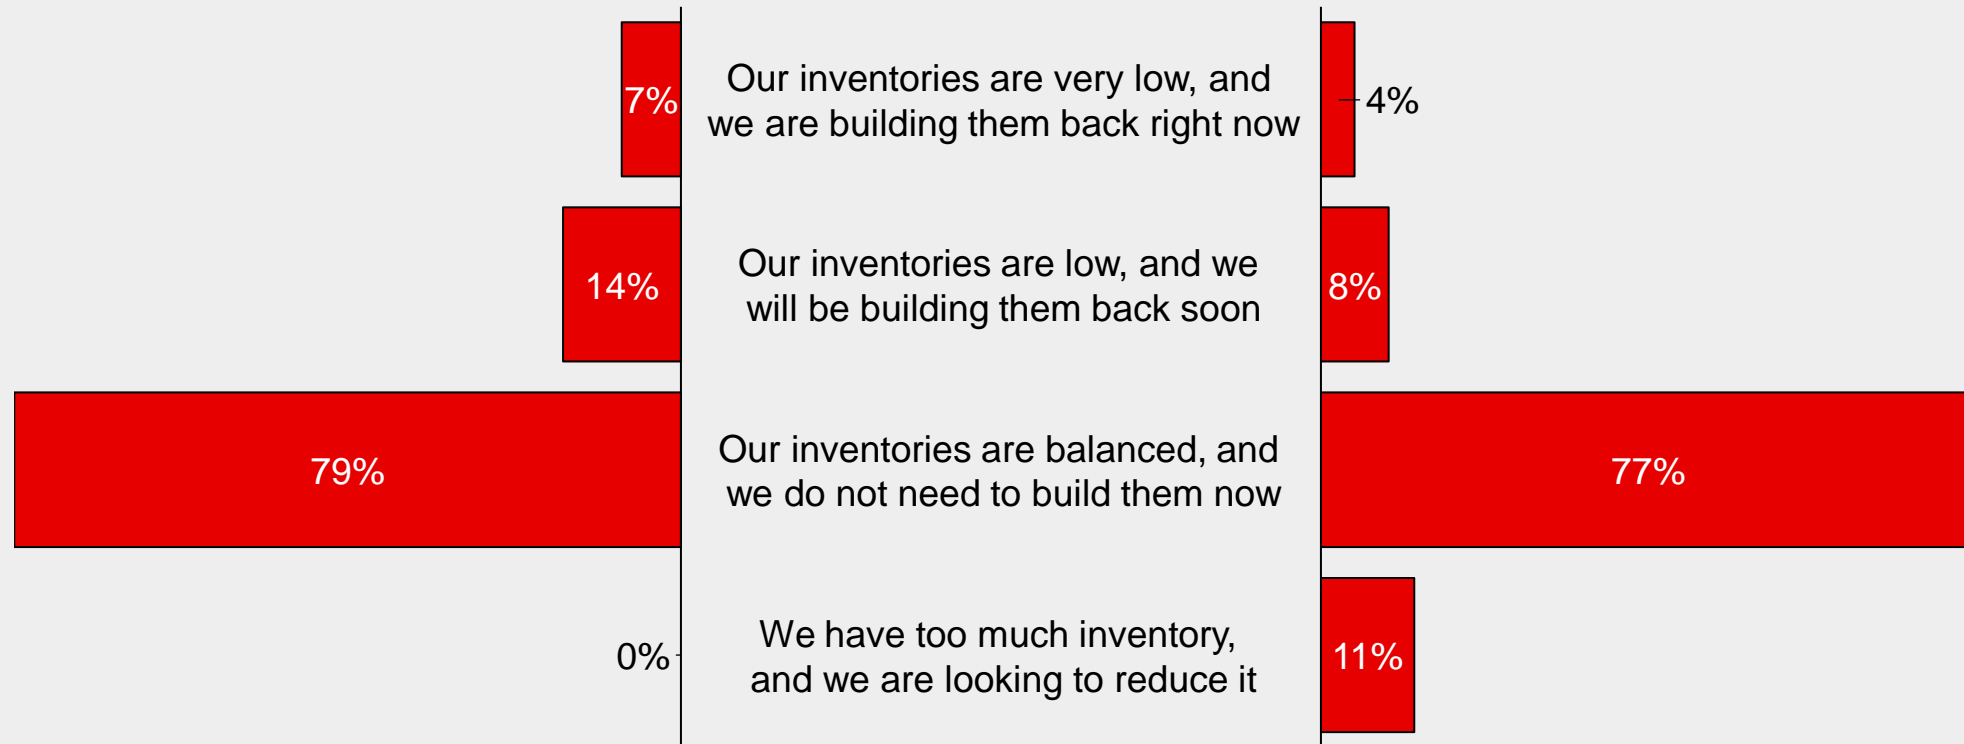 7%
Our inventories are very low, and
we are building them back right now
4%
14%
Our inventories are low, and we
will be building them back soon
8%
79%
Our inventories are balanced, and
we do not need to build them now
77%
0%
We have too much inventory,
and we are looking to reduce it
11%